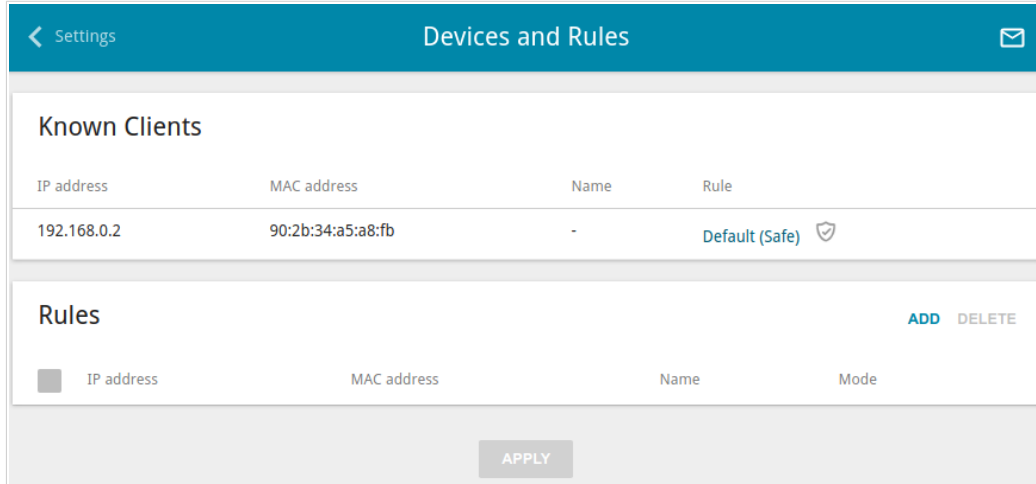 Settings Devices and Rules
Known Clients
IP address MAC address Name Rule
192.168.0.2 90:2b:34:a5:a8:fb - Default (Safe)
Rules ADD DELETE
IP address MAC address Name Mode
APPLY